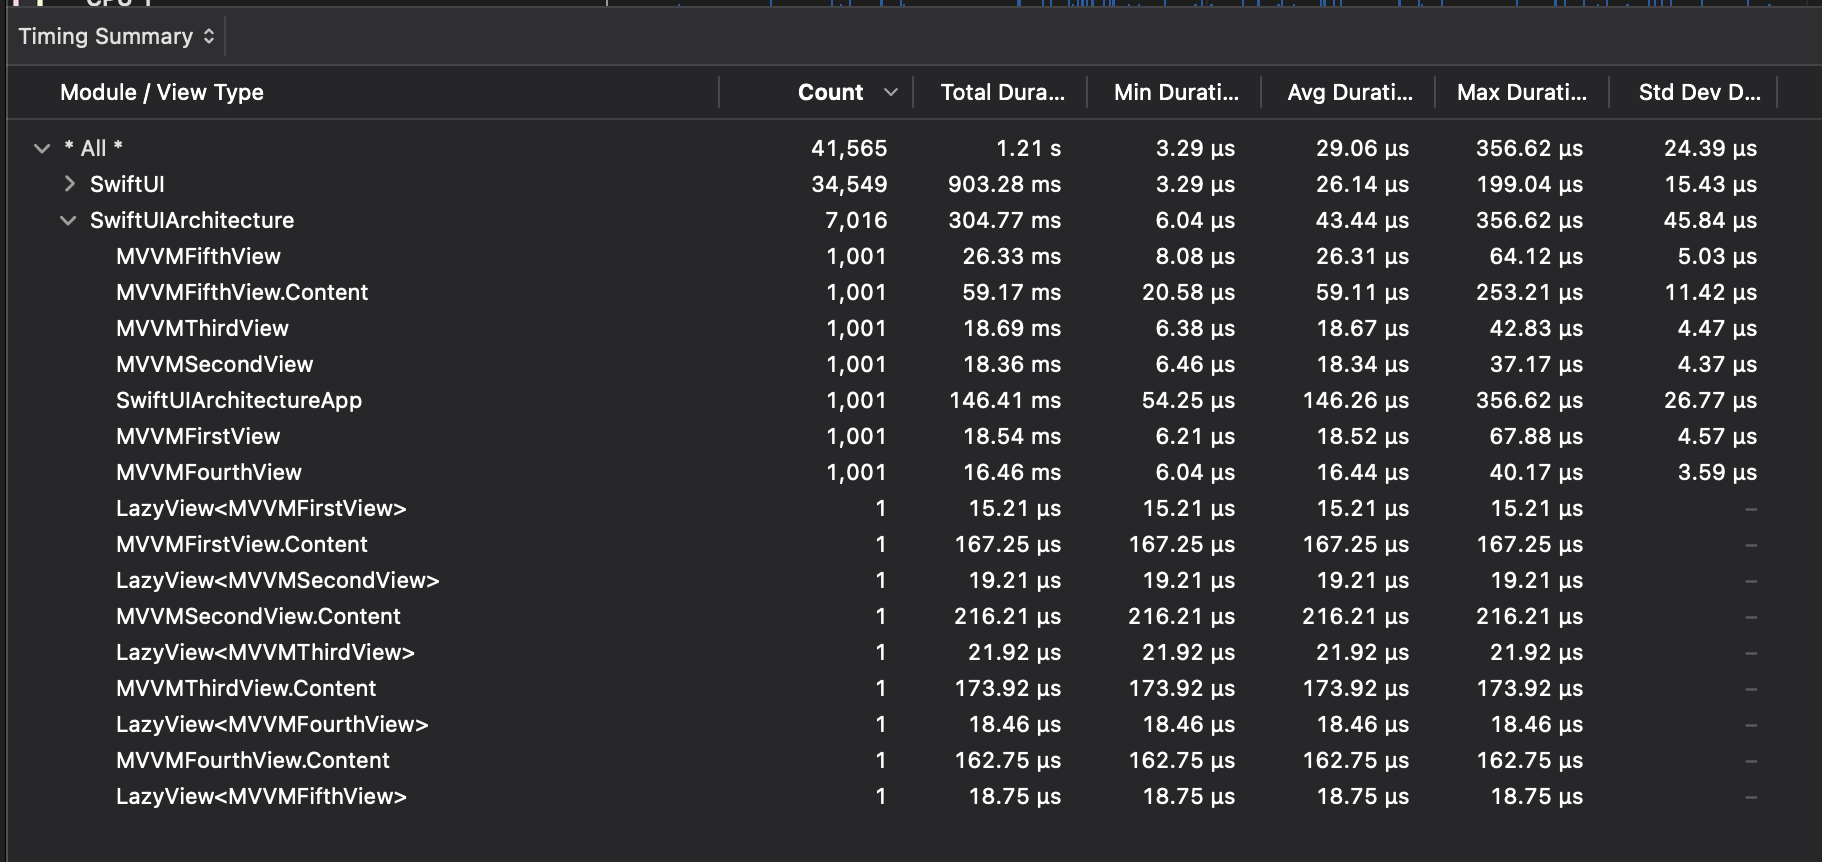 Timing Summary
Module / View Type Count Total Dura... Min Durati... Avg Durati... Max Durati... Std Dev D...
* All * 41,565 1.21 s 3.29 µs 29.06 µs 356.62 µs 24.39 µs
SwiftUI 34,549 903.28 ms 3.29 µs 26.14 µs 199.04 µs 15.43 µs
SwiftUIArchitecture 7,016 304.77 ms 6.04 µs 43.44 µs 356.62 µs 45.84 µs
MVVMFifthView 1,001 26.33 ms 8.08 µs 26.31 µs 64.12 µs 5.03 µs
MVVMFifthView.Content 1,001 59.17 ms 20.58 µs 59.11 µs 253.21 µs 11.42 µs
MVVMThirdView 1,001 18.69 ms 6.38 µs 18.67 µs 42.83 µs 4.47 µs
MVVMSecondView 1,001 18.36 ms 6.46 µs 18.34 µs 37.17 µs 4.37 µs
SwiftUIArchitectureApp 1,001 146.41 ms 54.25 µs 146.26 µs 356.62 µs 26.77 µs
MVVMFirstView 1,001 18.54 ms 6.21 µs 18.52 µs 67.88 µs 4.57 µs
MVVMFourthView 1,001 16.46 ms 6.04 µs 16.44 µs 40.17 µs 3.59 µs
LazyView<MVVMFirstView> 1 15.21 µs 15.21 µs 15.21 µs 15.21 µs –
MVVMFirstView.Content 1 167.25 µs 167.25 µs 167.25 µs 167.25 µs –
LazyView<MVVMSecondView> 1 19.21 µs 19.21 µs 19.21 µs 19.21 µs –
MVVMSecondView.Content 1 216.21 µs 216.21 µs 216.21 µs 216.21 µs –
LazyView<MVVMThirdView> 1 21.92 µs 21.92 µs 21.92 µs 21.92 µs –
MVVMThirdView.Content 1 173.92 µs 173.92 µs 173.92 µs 173.92 µs –
LazyView<MVVMFourthView> 1 18.46 µs 18.46 µs 18.46 µs 18.46 µs –
MVVMFourthView.Content 1 162.75 µs 162.75 µs 162.75 µs 162.75 µs –
LazyView<MVVMFifthView> 1 18.75 µs 18.75 µs 18.75 µs 18.75 µs –